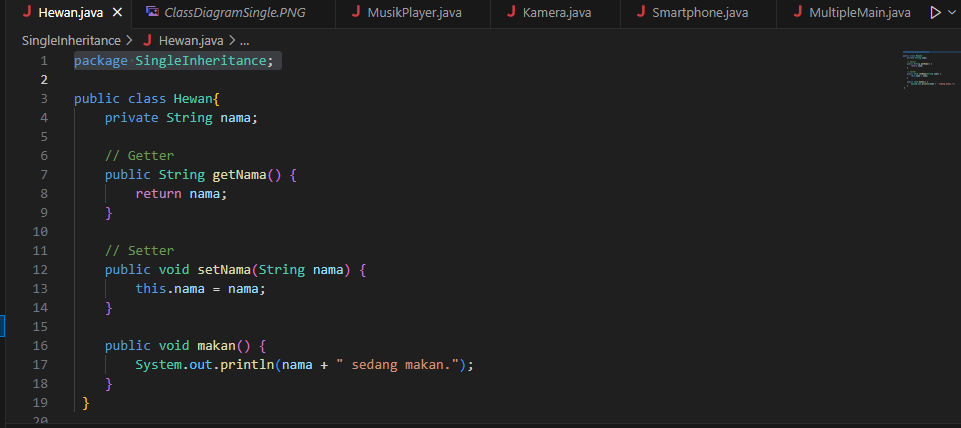 Hewan.java ClassDiagramSingle.PNG MusikPlayer.java Kamera.java Smartphone.java MultipleMain.java
SingleInheritance > Hewan.java > ...
1 package SingleInheritance;
2
3 public class Hewan{
4 private String nama;
5
6 // Getter
7 public String getNama() {
8 return nama;
9 }
10
11 // Setter
12 public void setNama(String nama) {
13 this.nama = nama;
14 }
15
16 public void makan() {
17 System.out.println(nama + " sedang makan.");
18 }
19 }
20